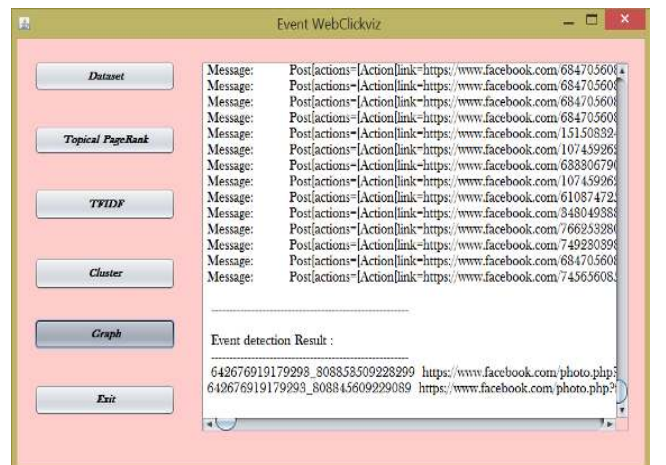 Event WebClickviz
Dataset
Topical PageRank
TFIDF
Cluster
Graph
Exit
Message: Post[actions=[Action[link=https://www.facebook.com/684705608
Message: Post[actions=[Action[link=https://www.facebook.com/684705608
Message: Post[actions=[Action[link=https://www.facebook.com/684705608
Message: Post[actions=[Action[link=https://www.facebook.com/684705608
Message: Post[actions=[Action[link=https://www.facebook.com/151508324
Message: Post[actions=[Action[link=https://www.facebook.com/107459262
Message: Post[actions=[Action[link=https://www.facebook.com/638806790
Message: Post[actions=[Action[link=https://www.facebook.com/107459262
Message: Post[actions=[Action[link=https://www.facebook.com/610874725
Message: Post[actions=[Action[link=https://www.facebook.com/348049388
Message: Post[actions=[Action[link=https://www.facebook.com/766253280
Message: Post[actions=[Action[link=https://www.facebook.com/749280398
Message: Post[actions=[Action[link=https://www.facebook.com/684705608
Message: Post[actions=[Action[link=https://www.facebook.com/745656085
Event detection Result :
642676919179293_808858509228299 https://www.facebook.com/photo.php?
642676919179293_808845609229089 https://www.facebook.com/photo.php?